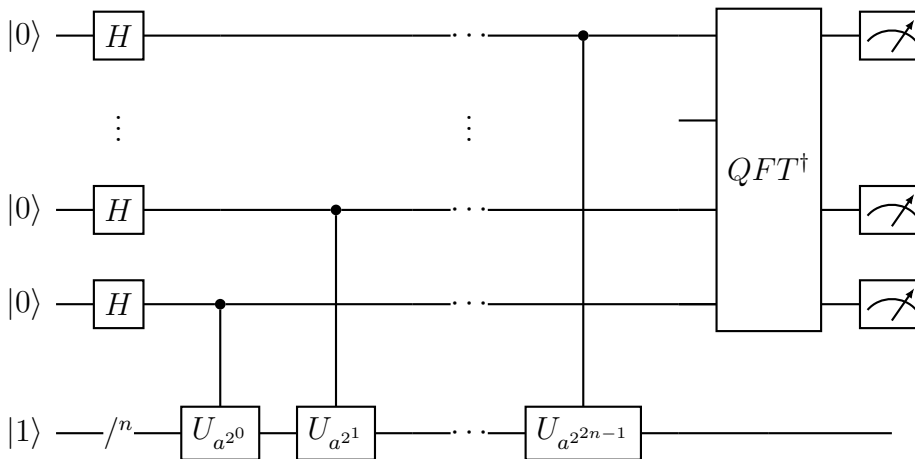 |0⟩ H ···
⋮ ⋮ QFT†
|0⟩ H ···
|0⟩ H ···
|1⟩ /ⁿ U_{a^{2^0}} U_{a^{2^1}} ··· U_{a^{2^{2n−1}}}